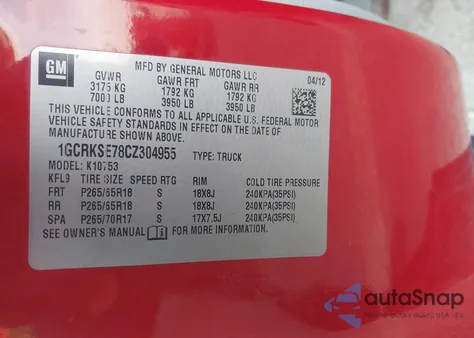 GM
MFD BY GENERAL MOTORS LLC 04/12
GVWR GAWR FRT GAWR RR
3175 KG 1792 KG 1792 KG
7000 LB 3950 LB 3950 LB
THIS VEHICLE CONFORMS TO ALL APPLICABLE U.S. FEDERAL MOTOR
VEHICLE SAFETY STANDARDS IN EFFECT ON THE DATE OF
MANUFACTURE SHOWN ABOVE.
1GCRKSE78CZ304955 TYPE: TRUCK
MODEL: K10753
KFL9 TIRE SIZE SPEED RTG RIM COLD TIRE PRESSURE
FRT P265/65R18 S 18X8J 240KPA(35PSI)
RR P265/65R18 S 18X8J 240KPA(35PSI)
SPA P265/70R17 S 17X7.5J 240KPA(35PSI)
SEE OWNER'S MANUAL FOR MORE INFORMATION
autoSnap